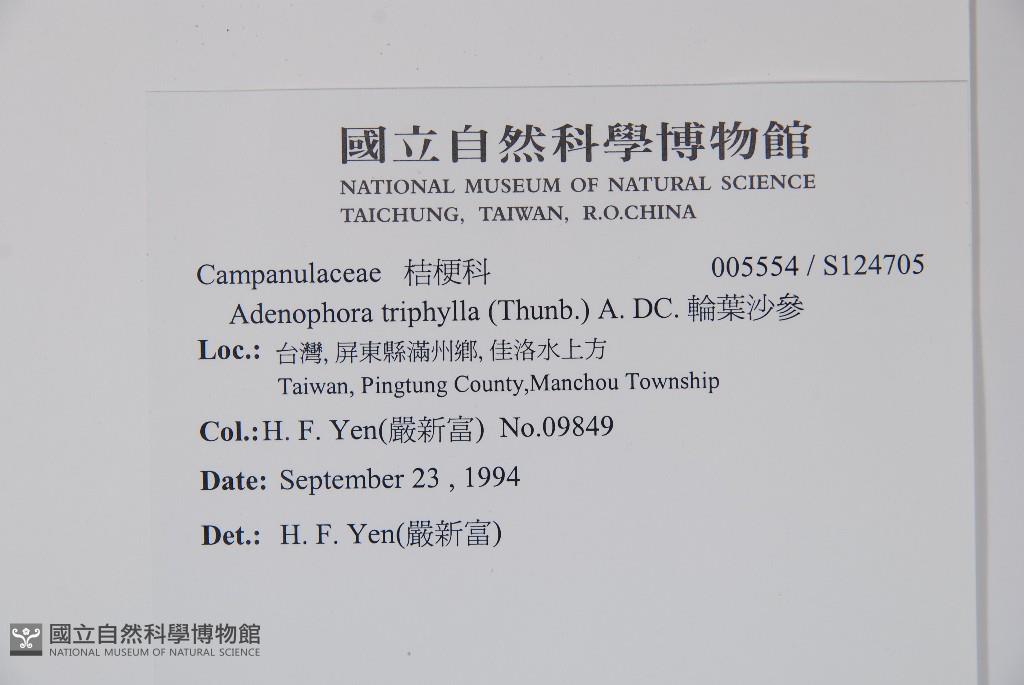 國立自然科學博物館
NATIONAL MUSEUM OF NATURAL SCIENCE
TAICHUNG, TAIWAN, R.O.CHINA
Campanulaceae 桔梗科 005554 / S124705
Adenophora triphylla (Thunb.) A. DC. 輪葉沙參
Loc.: 台灣, 屏東縣滿州鄉, 佳洛水上方
Taiwan, Pingtung County,Manchou Township
Col.:H. F. Yen(嚴新富) No.09849
Date: September 23 , 1994
Det.: H. F. Yen(嚴新富)
國立自然科學博物館
NATIONAL MUSEUM OF NATURAL SCIENCE